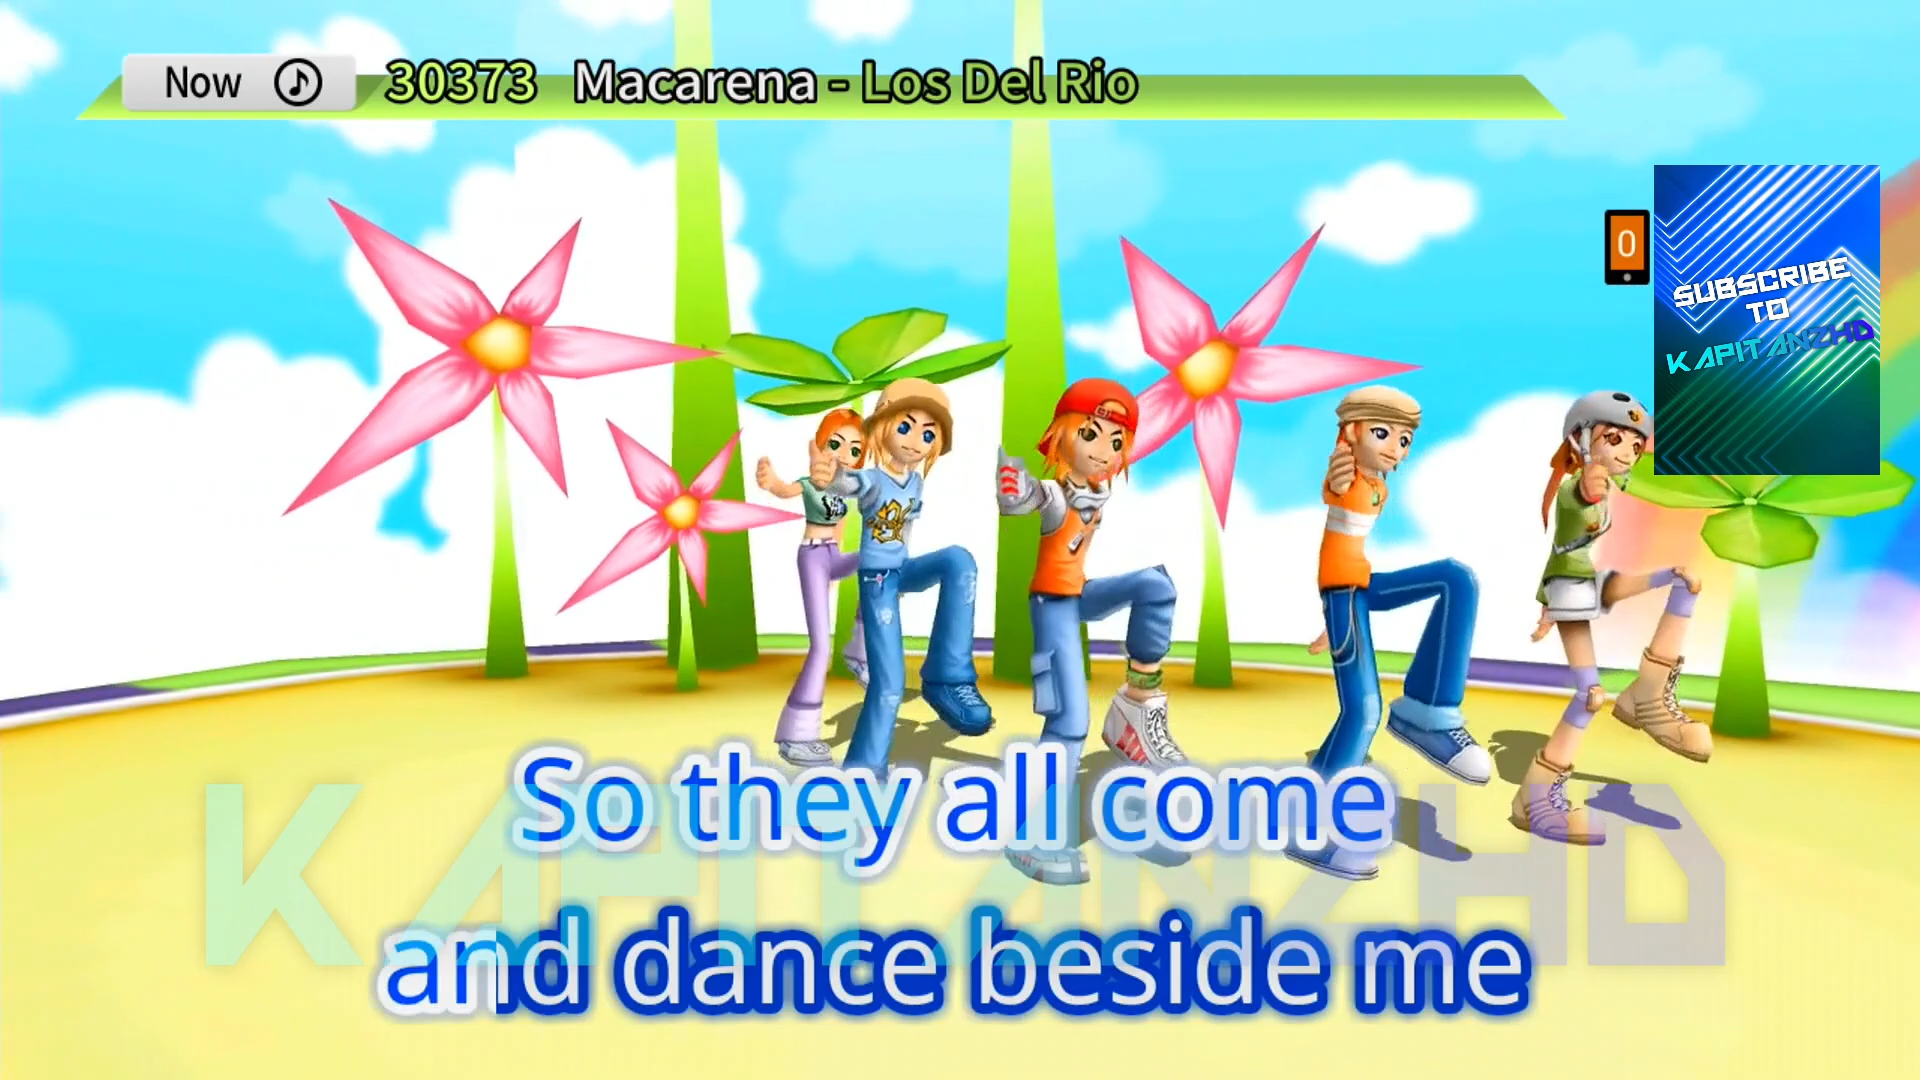 Now 30373 Macarena - Los Del Rio
0
SUBSCRIBE
TO
KAPITANZHD
So they all come
and dance beside me
KAPITANZHD